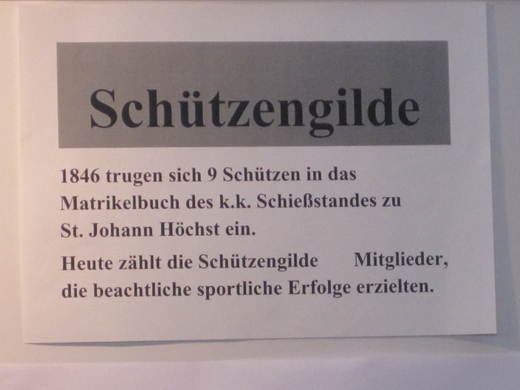 Schützengilde
1846 trugen sich 9 Schützen in das
Matrikelbuch des k.k. Schießstandes zu
St. Johann Höchst ein.
Heute zählt die Schützengilde Mitglieder,
die beachtliche sportliche Erfolge erzielten.